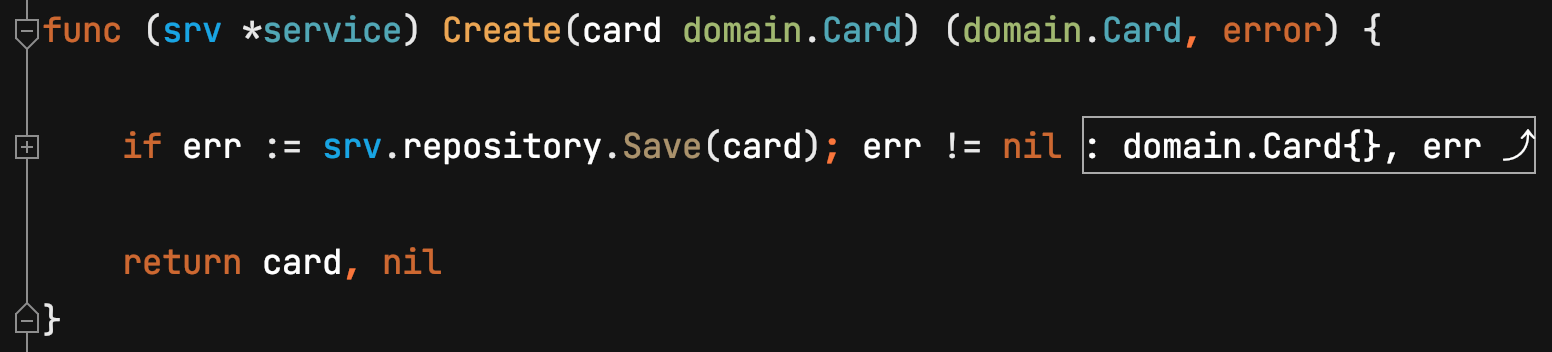 func (srv *service) Create(card domain.Card) (domain.Card, error) {
if err := srv.repository.Save(card); err != nil : domain.Card{}, err ⤴
return card, nil
}